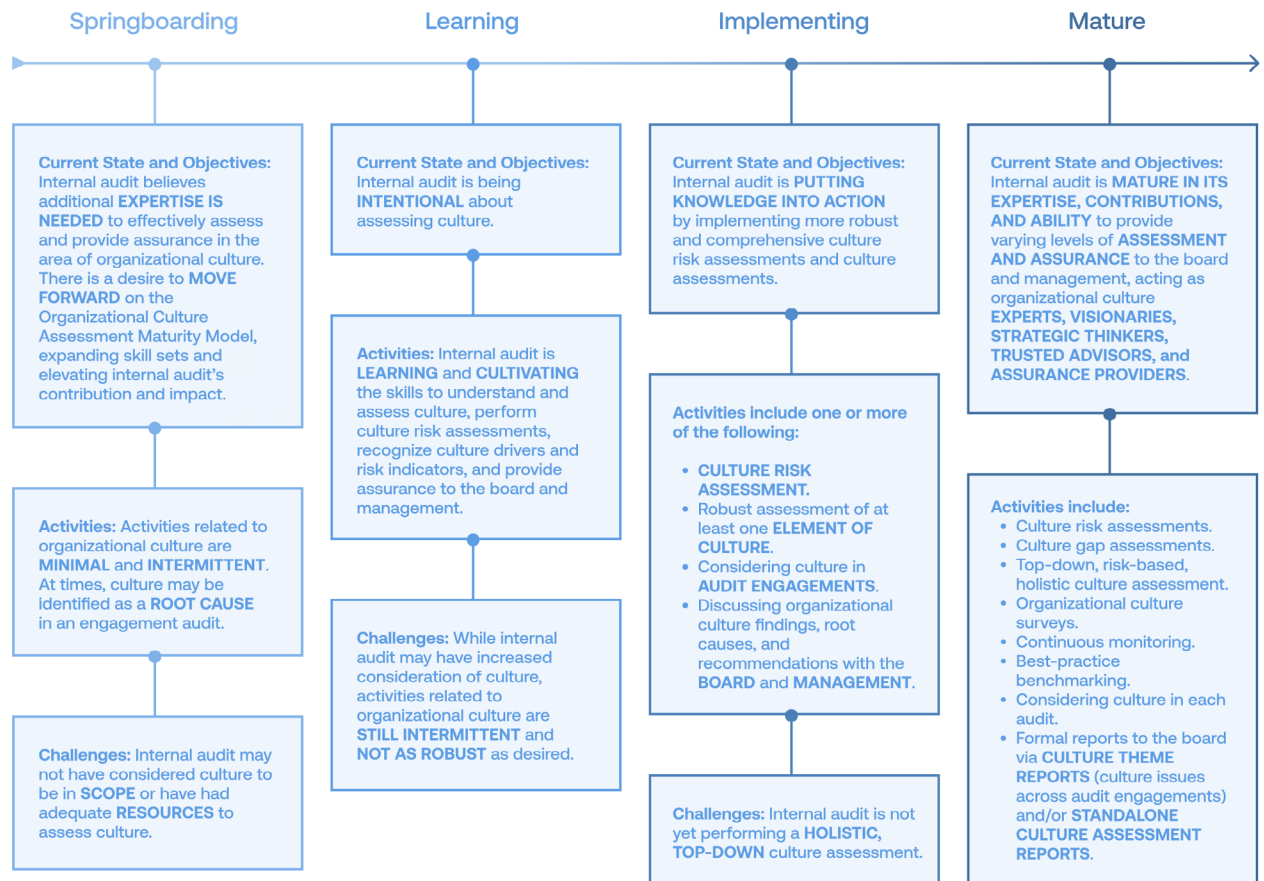 Springboarding
Learning
Implementing
Mature
Current State and Objectives:
Internal audit believes
additional EXPERTISE IS
NEEDED to effectively assess
and provide assurance in the
area of organizational culture.
There is a desire to MOVE
FORWARD on the
Organizational Culture
Assessment Maturity Model,
expanding skill sets and
elevating internal audit’s
contribution and impact.
Activities: Activities related to
organizational culture are
MINIMAL and INTERMITTENT.
At times, culture may be
identified as a ROOT CAUSE
in an engagement audit.
Challenges: Internal audit may
not have considered culture to
be in SCOPE or have had
adequate RESOURCES to
assess culture.
Current State and Objectives:
Internal audit is being
INTENTIONAL about
assessing culture.
Activities: Internal audit is
LEARNING and CULTIVATING
the skills to understand and
assess culture, perform
culture risk assessments,
recognize culture drivers and
risk indicators, and provide
assurance to the board and
management.
Challenges: While internal
audit may have increased
consideration of culture,
activities related to
organizational culture are
STILL INTERMITTENT and
NOT AS ROBUST as desired.
Current State and Objectives:
Internal audit is PUTTING
KNOWLEDGE INTO ACTION
by implementing more robust
and comprehensive culture
risk assessments and culture
assessments.
Activities include one or more
of the following:
• CULTURE RISK
ASSESSMENT.
• Robust assessment of at
least one ELEMENT OF
CULTURE.
• Considering culture in
AUDIT ENGAGEMENTS.
• Discussing organizational
culture findings, root
causes, and
recommendations with the
BOARD and MANAGEMENT.
Challenges: Internal audit is not
yet performing a HOLISTIC,
TOP-DOWN culture assessment.
Current State and Objectives:
Internal audit is MATURE IN ITS
EXPERTISE, CONTRIBUTIONS,
AND ABILITY to provide
varying levels of ASSESSMENT
AND ASSURANCE to the board
and management, acting as
organizational culture
EXPERTS, VISIONARIES,
STRATEGIC THINKERS,
TRUSTED ADVISORS, and
ASSURANCE PROVIDERS.
Activities include:
• Culture risk assessments.
• Culture gap assessments.
• Top-down, risk-based,
holistic culture assessment.
• Organizational culture
surveys.
• Continuous monitoring.
• Best-practice
benchmarking.
• Considering culture in each
audit.
• Formal reports to the board
via CULTURE THEME
REPORTS (culture issues
across audit engagements)
and/or STANDALONE
CULTURE ASSESSMENT
REPORTS.